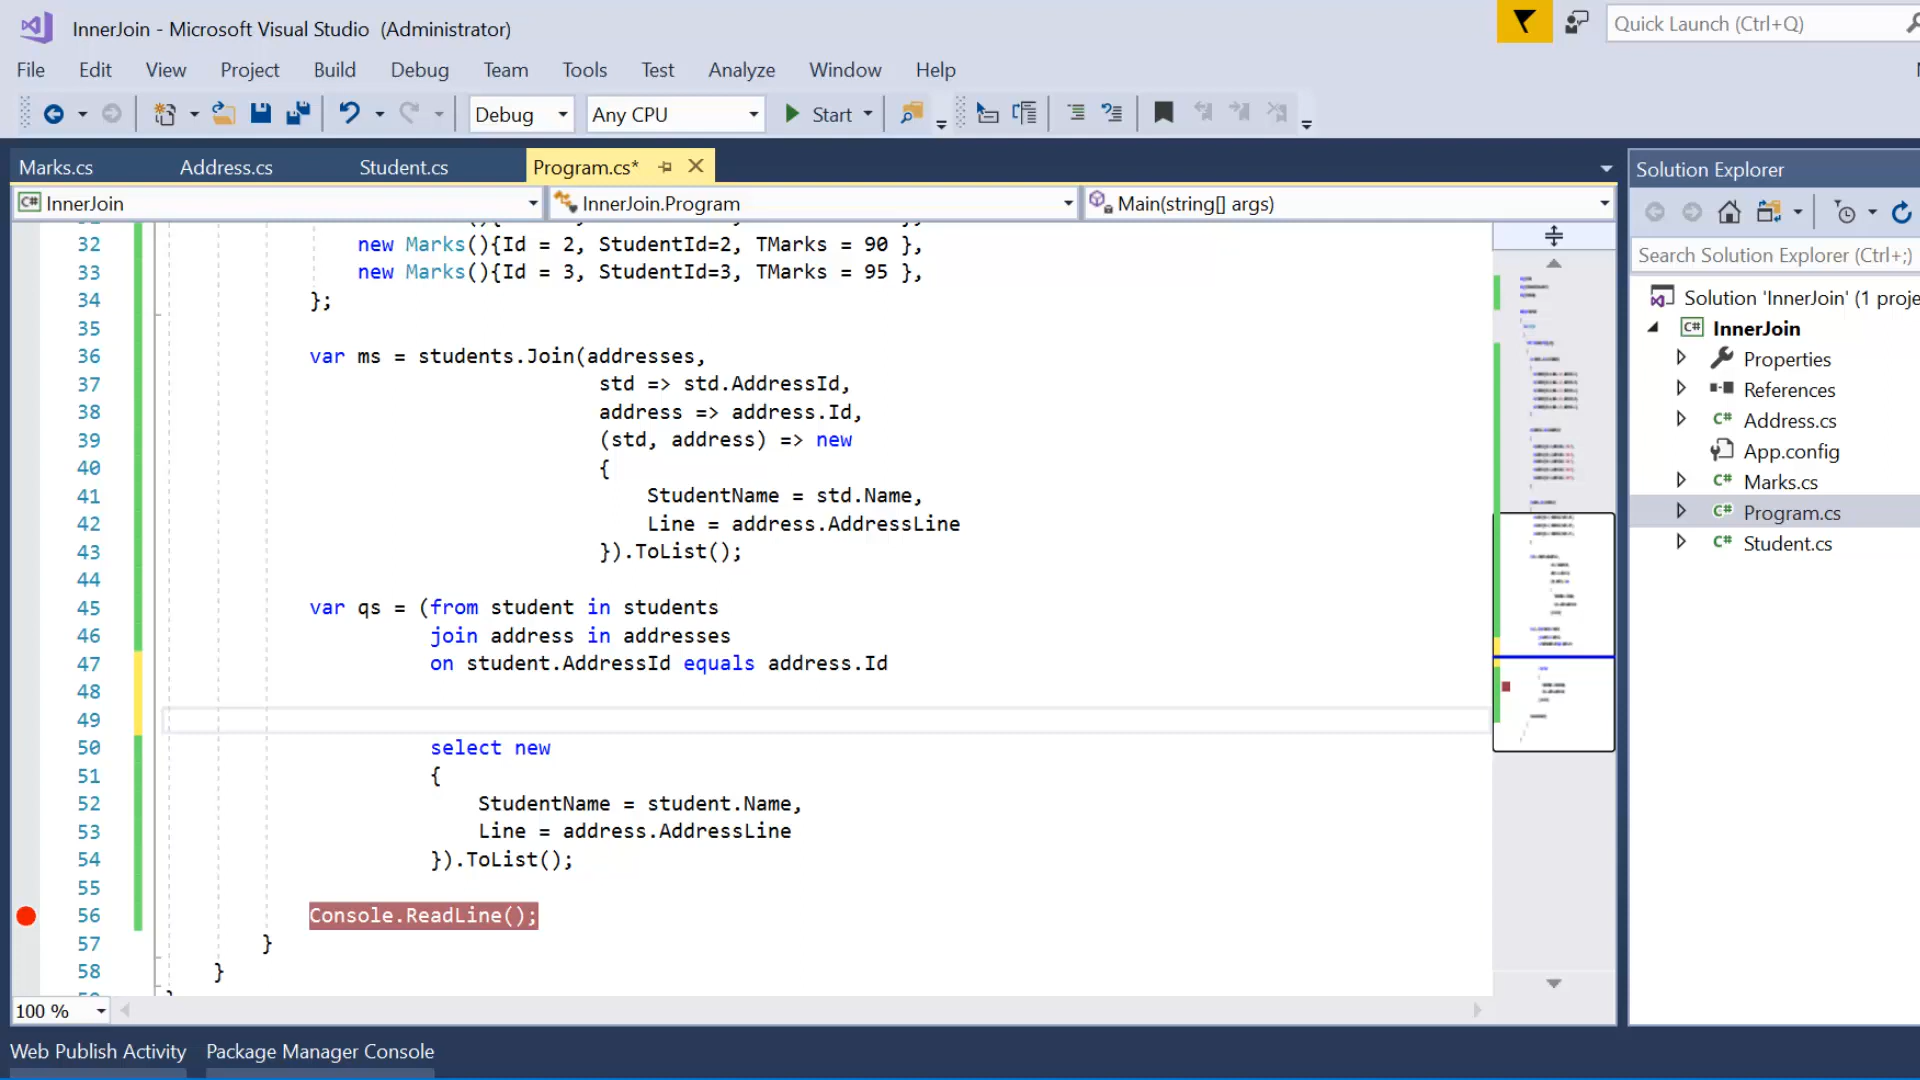 InnerJoin - Microsoft Visual Studio (Administrator)
Quick Launch (Ctrl+Q)
File Edit View Project Build Debug Team Tools Test Analyze Window Help
Debug Any CPU Start
Marks.cs Address.cs Student.cs Program.cs*
Solution Explorer
C# InnerJoin InnerJoin.Program Main(string[] args)
Search Solution Explorer (Ctrl+;)
32 new Marks(){Id = 2, StudentId=2, TMarks = 90 },
33 new Marks(){Id = 3, StudentId=3, TMarks = 95 },
34 };
35
36 var ms = students.Join(addresses,
37 std => std.AddressId,
38 address => address.Id,
39 (std, address) => new
40 {
41 StudentName = std.Name,
42 Line = address.AddressLine
43 }).ToList();
44
45 var qs = (from student in students
46 join address in addresses
47 on student.AddressId equals address.Id
48
49
50 select new
51 {
52 StudentName = student.Name,
53 Line = address.AddressLine
54 }).ToList();
55
56 Console.ReadLine();
57 }
58 }
Solution 'InnerJoin' (1 proje
C# InnerJoin
Properties
References
C# Address.cs
App.config
C# Marks.cs
C# Program.cs
C# Student.cs
100 %
Web Publish Activity Package Manager Console